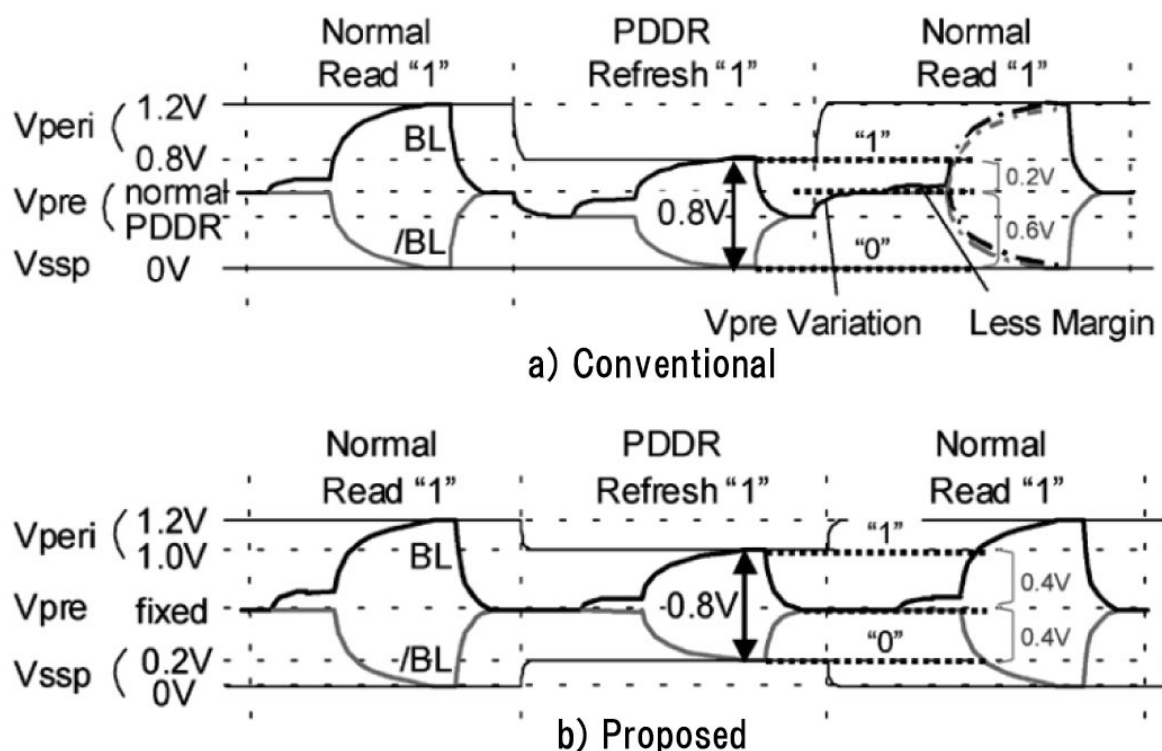 Normal
Read “1”
PDDR
Refresh “1”
Normal
Read “1”
Vperi ( 1.2V
0.8V
Vpre ( normal
PDDR
Vssp 0V
BL
/BL
0.8V
“1”
“0”
0.2V
0.6V
Vpre Variation
Less Margin
a) Conventional
Normal
Read “1”
PDDR
Refresh “1”
Normal
Read “1”
Vperi ( 1.2V
1.0V
Vpre fixed
Vssp ( 0.2V
0V
BL
/BL
0.8V
“1”
“0”
0.4V
0.4V
b) Proposed